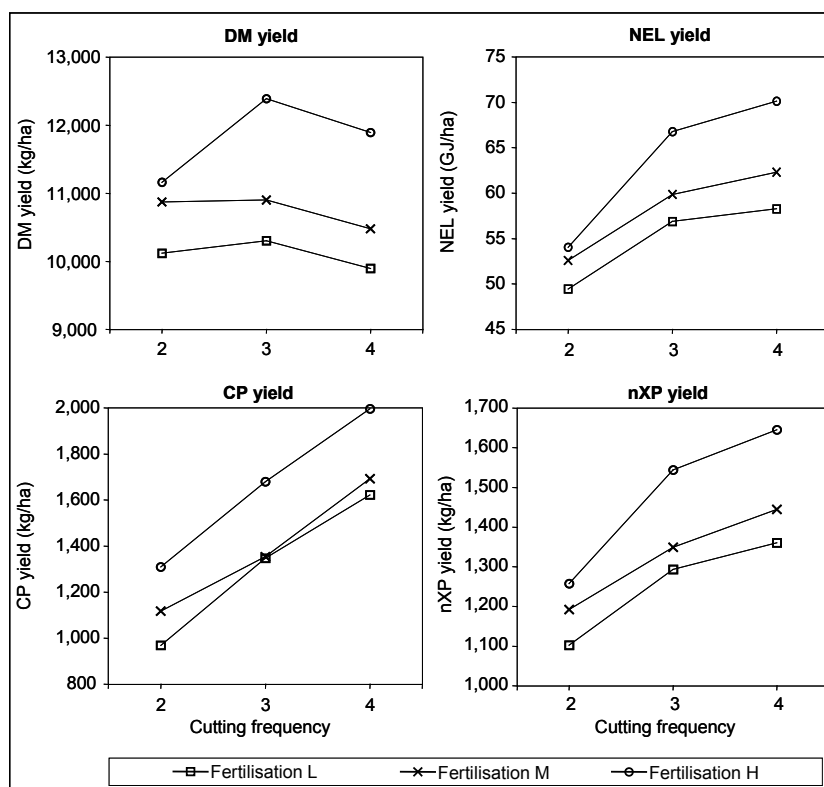 DM yield
DM yield (kg/ha)
13,000
12,000
11,000
10,000
9,000
2 3 4
NEL yield
NEL yield (GJ/ha)
75
70
65
60
55
50
45
2 3 4
CP yield
CP yield (kg/ha)
2,000
1,800
1,600
1,400
1,200
1,000
800
2 3 4
Cutting frequency
nXP yield
nXP yield (kg/ha)
1,700
1,600
1,500
1,400
1,300
1,200
1,100
1,000
2 3 4
Cutting frequency
Fertilisation L Fertilisation M Fertilisation H